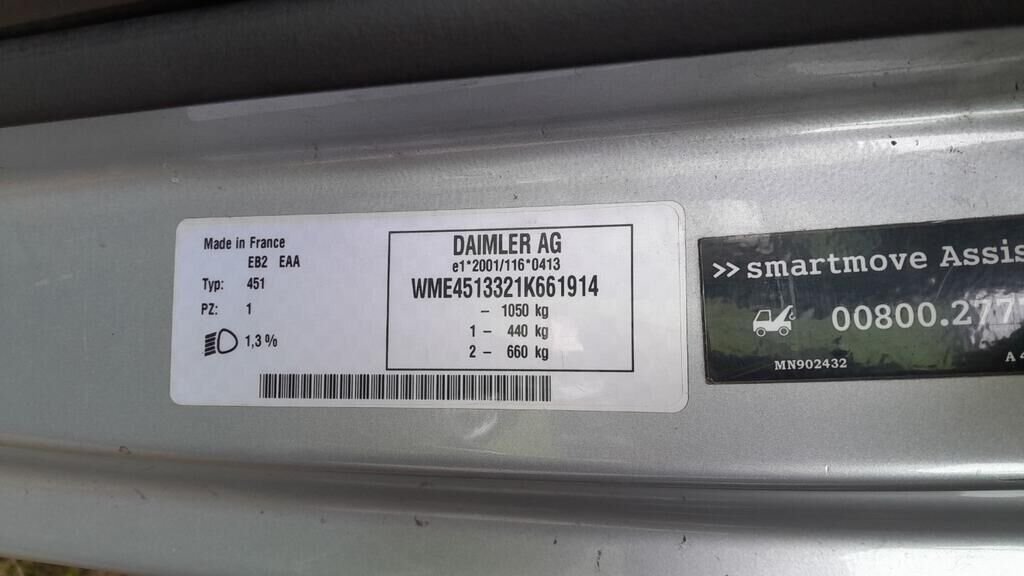 Made in France
EB2 EAA
Typ: 451
PZ: 1
1,3 %
DAIMLER AG
e1*2001/116*0413
WME4513321K661914
– 1050 kg
1 – 440 kg
2 – 660 kg
>> smartmove Assis
00800.277
MN902432
A 4